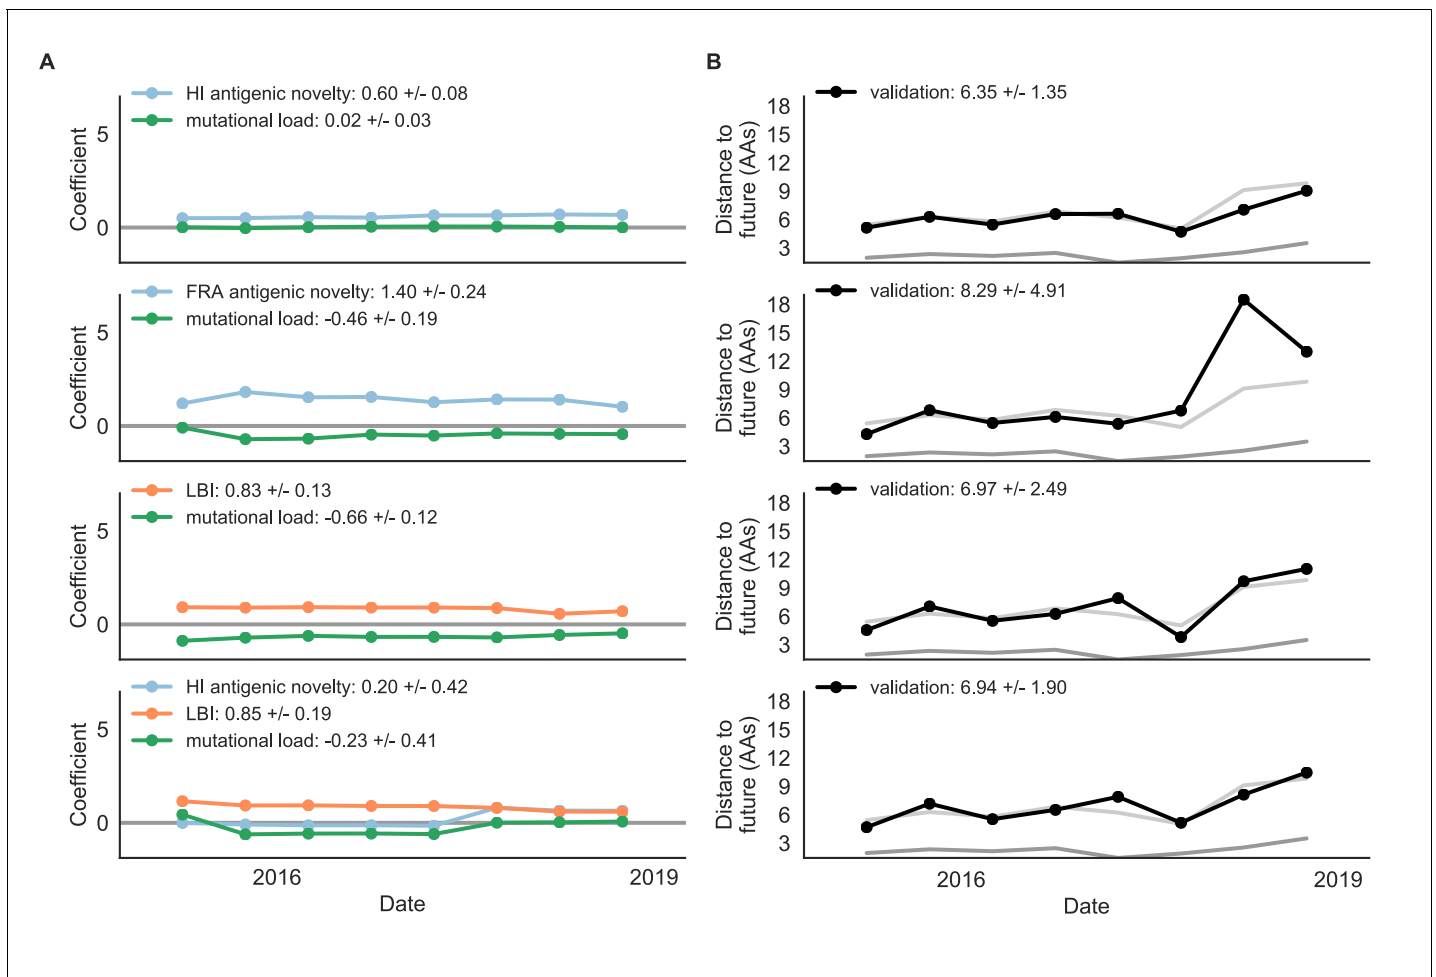 A
HI antigenic novelty: 0.60 +/- 0.08
mutational load: 0.02 +/- 0.03
5
0
Coefficient
B
validation: 6.35 +/- 1.35
18
15
12
9
6
3
Distance to
future (AAs)
FRA antigenic novelty: 1.40 +/- 0.24
mutational load: -0.46 +/- 0.19
5
0
Coefficient
validation: 8.29 +/- 4.91
18
15
12
9
6
3
Distance to
future (AAs)
LBI: 0.83 +/- 0.13
mutational load: -0.66 +/- 0.12
5
0
Coefficient
validation: 6.97 +/- 2.49
18
15
12
9
6
3
Distance to
future (AAs)
HI antigenic novelty: 0.20 +/- 0.42
LBI: 0.85 +/- 0.19
mutational load: -0.23 +/- 0.41
5
0
Coefficient
2016
2019
Date
validation: 6.94 +/- 1.90
18
15
12
9
6
3
Distance to
future (AAs)
2016
2019
Date